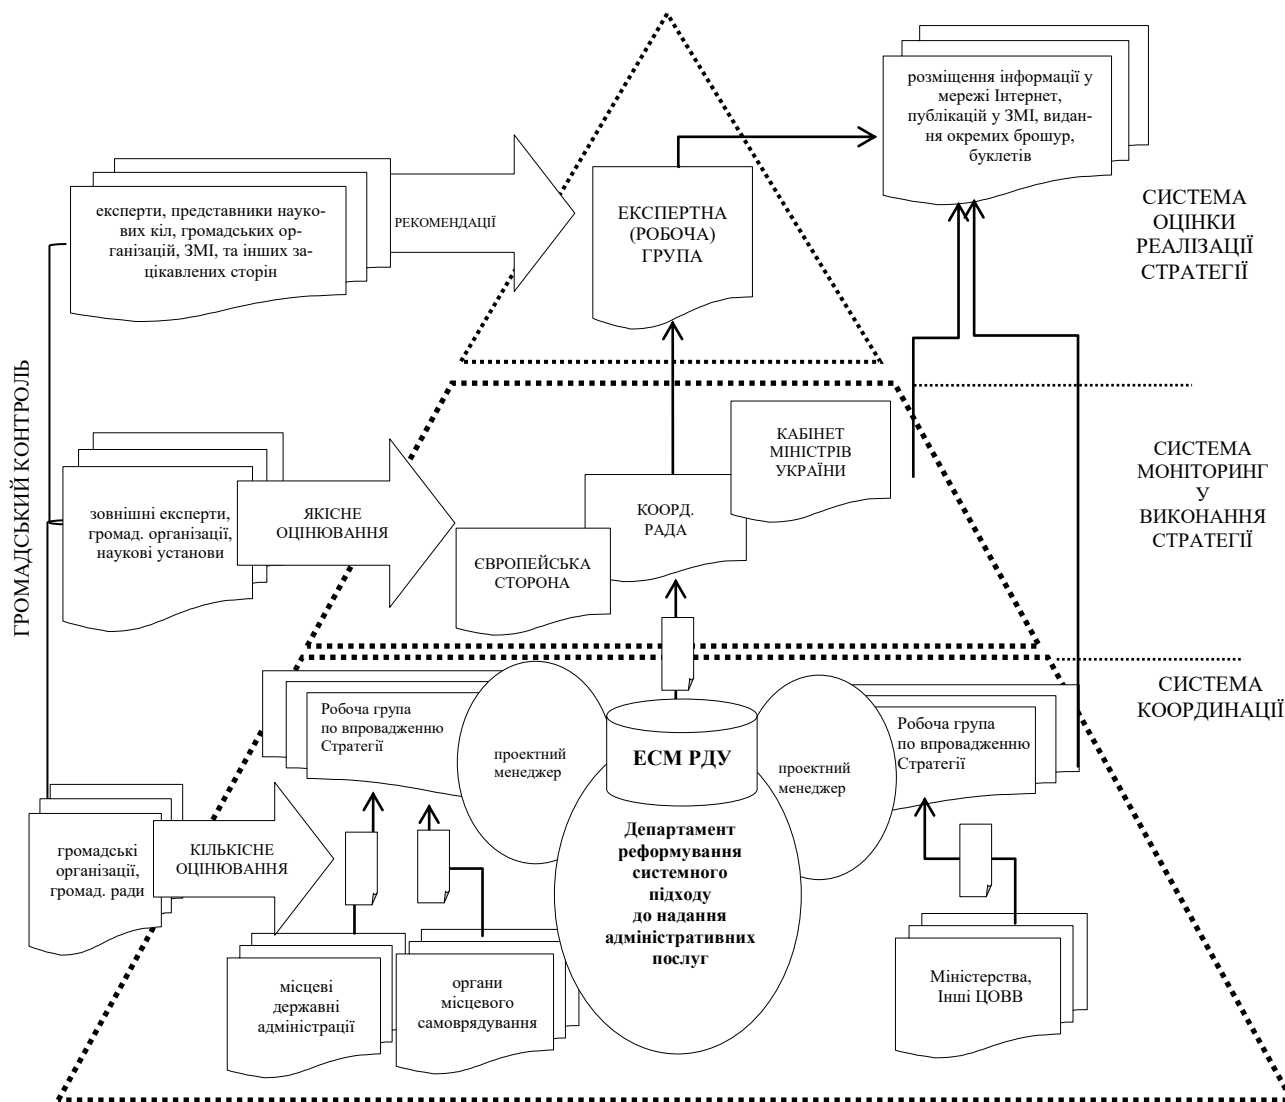 розміщення інформації у
мережі Інтернет,
публікацій у ЗМІ, видан-
ня окремих брошур,
буклетів
експерти, представники науко-
вих кіл, громадських ор-
ганізацій, ЗМІ, та інших за-
цікавлених сторін
РЕКОМЕНДАЦІЇ
ЕКСПЕРТНА
(РОБОЧА)
ГРУПА
СИСТЕМА
ОЦІНКИ
РЕАЛІЗАЦІЇ
СТРАТЕГІЇ
ГРОМАДСЬКИЙ КОНТРОЛЬ
зовнішні експерти,
громад. організації,
наукові установи
ЯКІСНЕ
ОЦІНЮВАННЯ
ЄВРОПЕЙСЬКА
СТОРОНА
КООРД.
РАДА
КАБІНЕТ
МІНІСТРІВ
УКРАЇНИ
СИСТЕМА
МОНІТОРИНГ
У
ВИКОНАННЯ
СТРАТЕГІЇ
СИСТЕМА
КООРДИНАЦІЇ
Робоча група
по впровадженню
Стратегії
проектний
менеджер
ЕСМ РДУ
проектний
менеджер
Робоча група
по впровадженню
Стратегії
громадські
організації,
громад. ради
КІЛЬКІСНЕ
ОЦІНЮВАННЯ
Департамент
реформування
системного
підходу
до надання
адміністративних
послуг
місцеві
державні
адміністрації
органи
місцевого
самоврядування
Міністерства,
Інші ЦОВВ